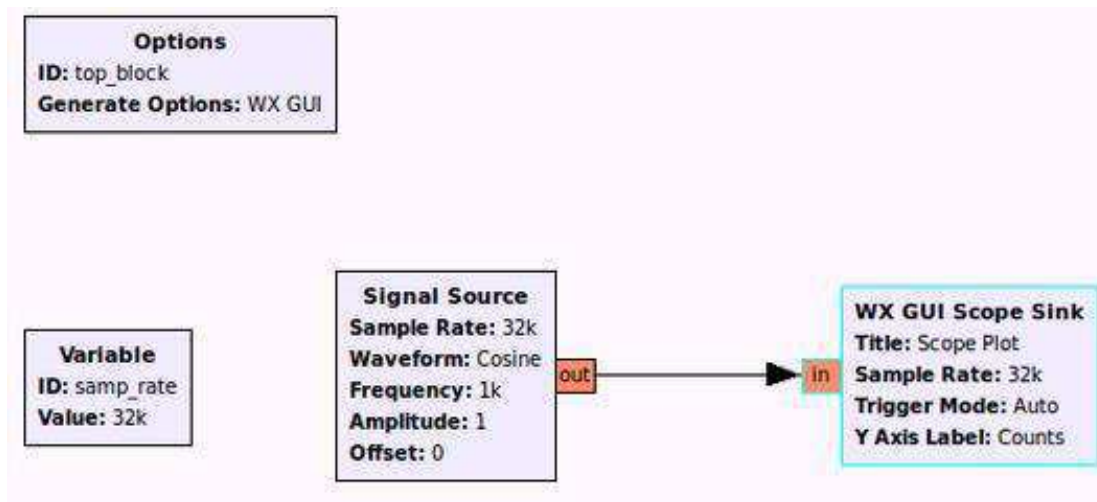 Options
ID: top_block
Generate Options: WX GUI
Variable
ID: samp_rate
Value: 32k
Signal Source
Sample Rate: 32k
Waveform: Cosine
Frequency: 1k
Amplitude: 1
Offset: 0
out
in
WX GUI Scope Sink
Title: Scope Plot
Sample Rate: 32k
Trigger Mode: Auto
Y Axis Label: Counts